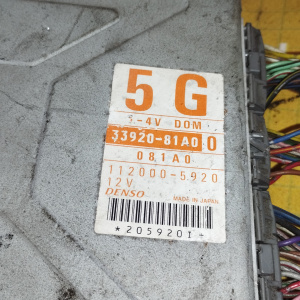 5 G
-4V DOM
33920-81A0 0
081A0
112000-5920
12V
DENSO MADE IN JAPAN
*205920I*